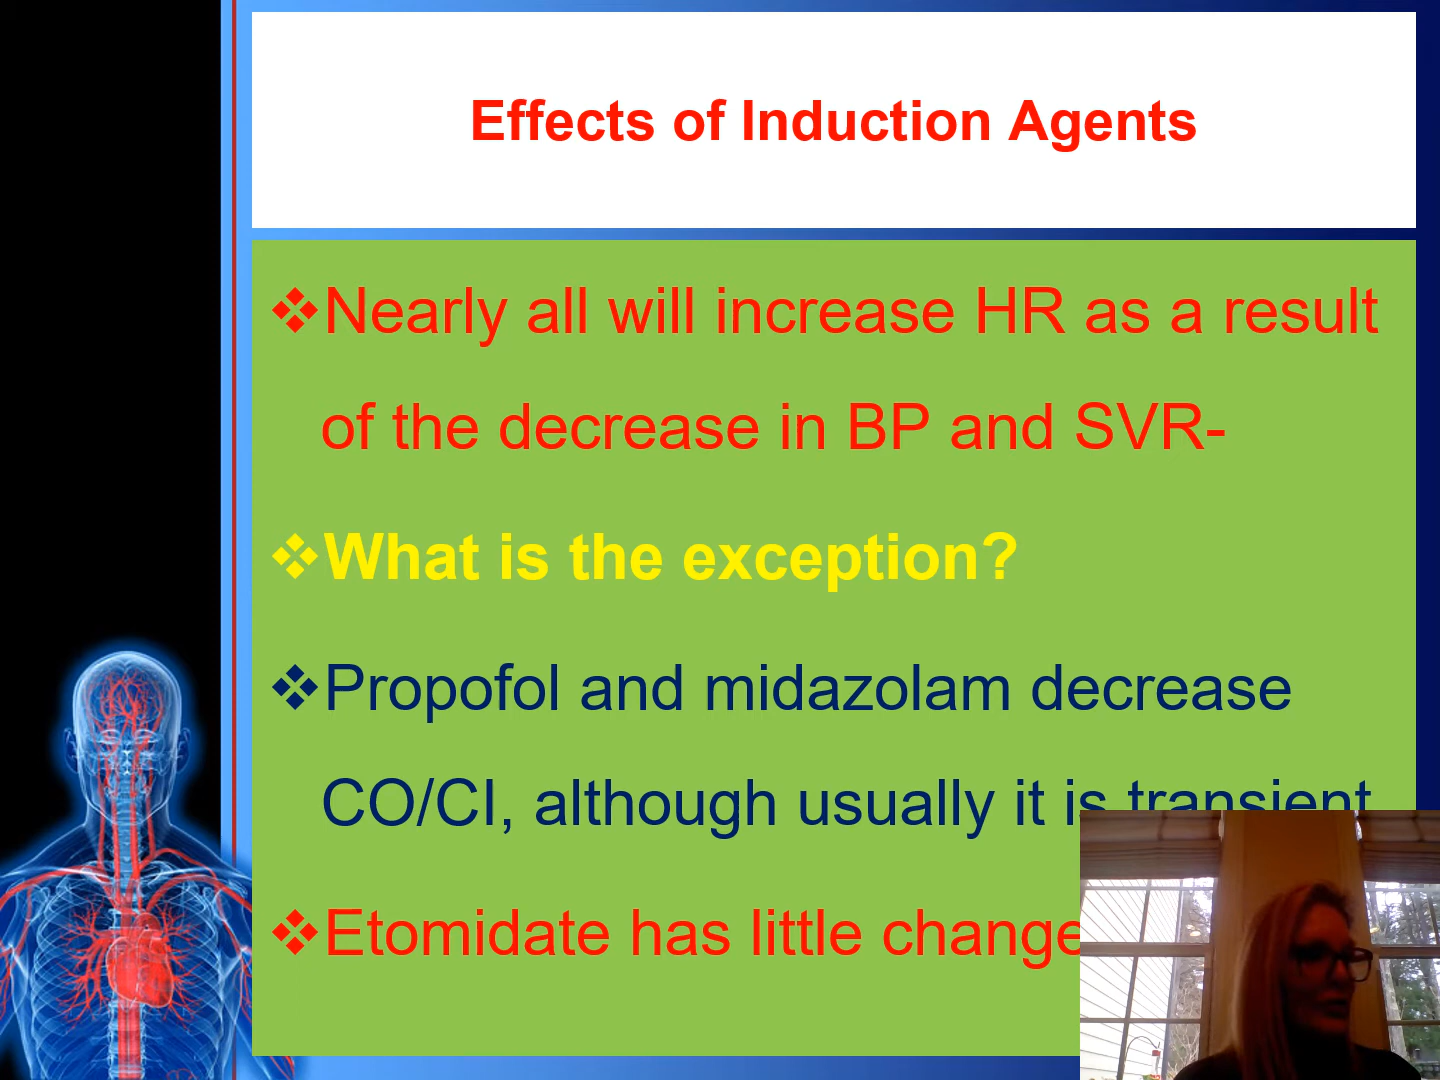 Effects of Induction Agents
❖Nearly all will increase HR as a result
of the decrease in BP and SVR-
❖What is the exception?
❖Propofol and midazolam decrease
CO/CI, although usually it is transient
❖Etomidate has little change